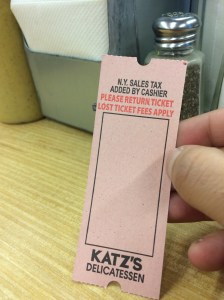 N.Y. SALES TAX
ADDED BY CASHIER
PLEASE RETURN TICKET
LOST TICKET FEES APPLY
KATZ'S
DELICATESSEN